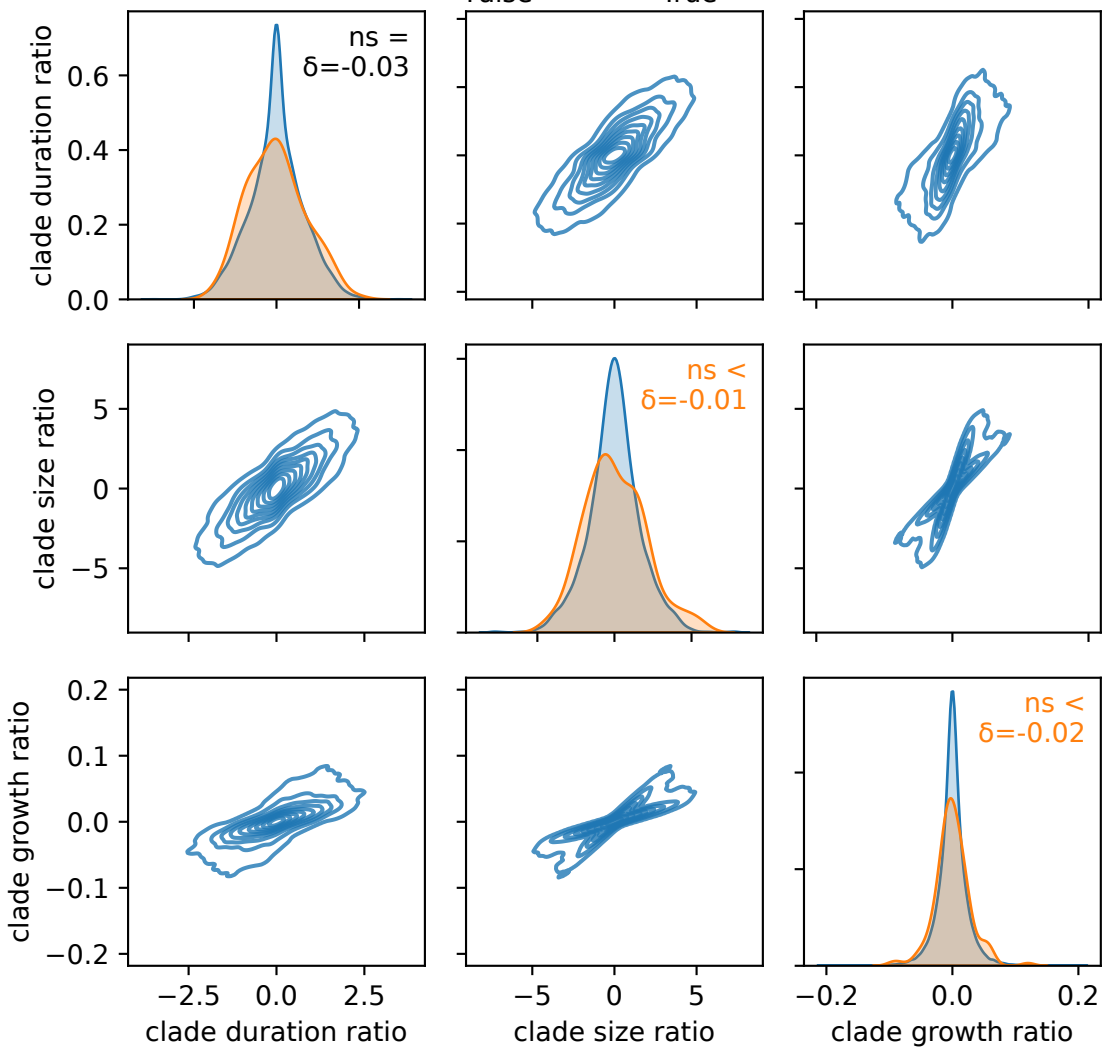 clade duration ratio
0.6
0.4
0.2
0.0
ns =
δ=-0.03
clade size ratio
5
0
−5
ns <
δ=-0.01
clade growth ratio
0.2
0.1
0.0
−0.1
−0.2
ns <
δ=-0.02
−2.5 0.0 2.5
−5 0 5
−0.2 0.0 0.2
clade duration ratio
clade size ratio
clade growth ratio